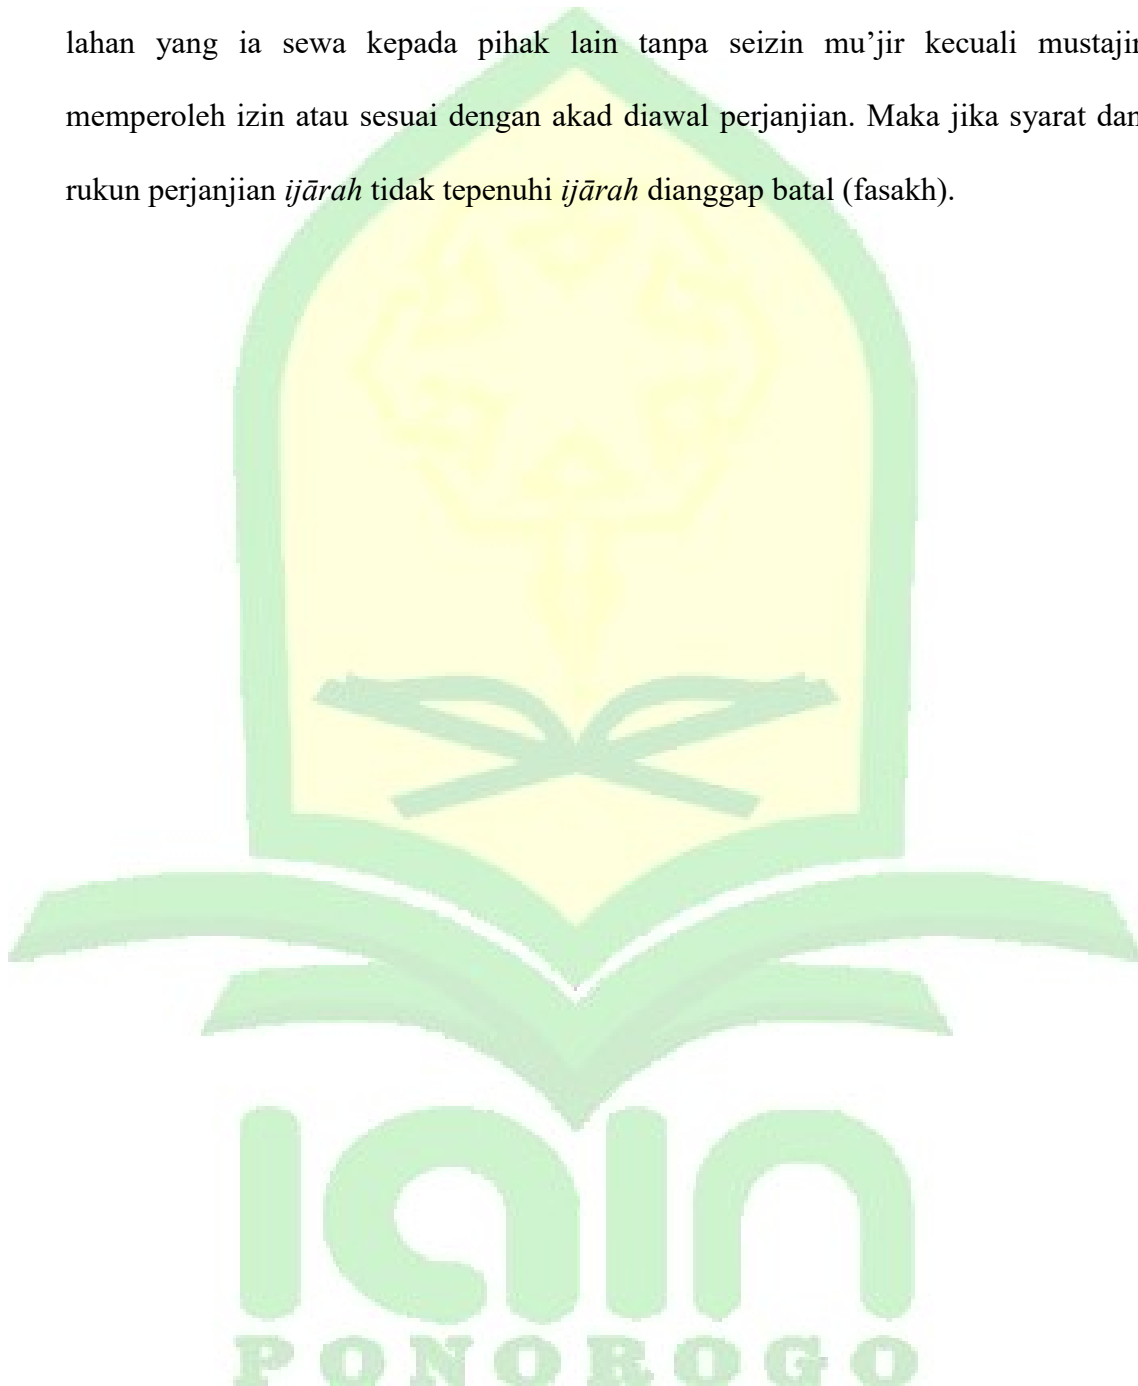 lahan yang ia sewa kepada pihak lain tanpa seizin mu’jir kecuali mustajir
memperoleh izin atau sesuai dengan akad diawal perjanjian. Maka jika syarat dan
rukun perjanjian ijārah tidak tepenuhi ijārah dianggap batal (fasakh).
iain
PONOROGO